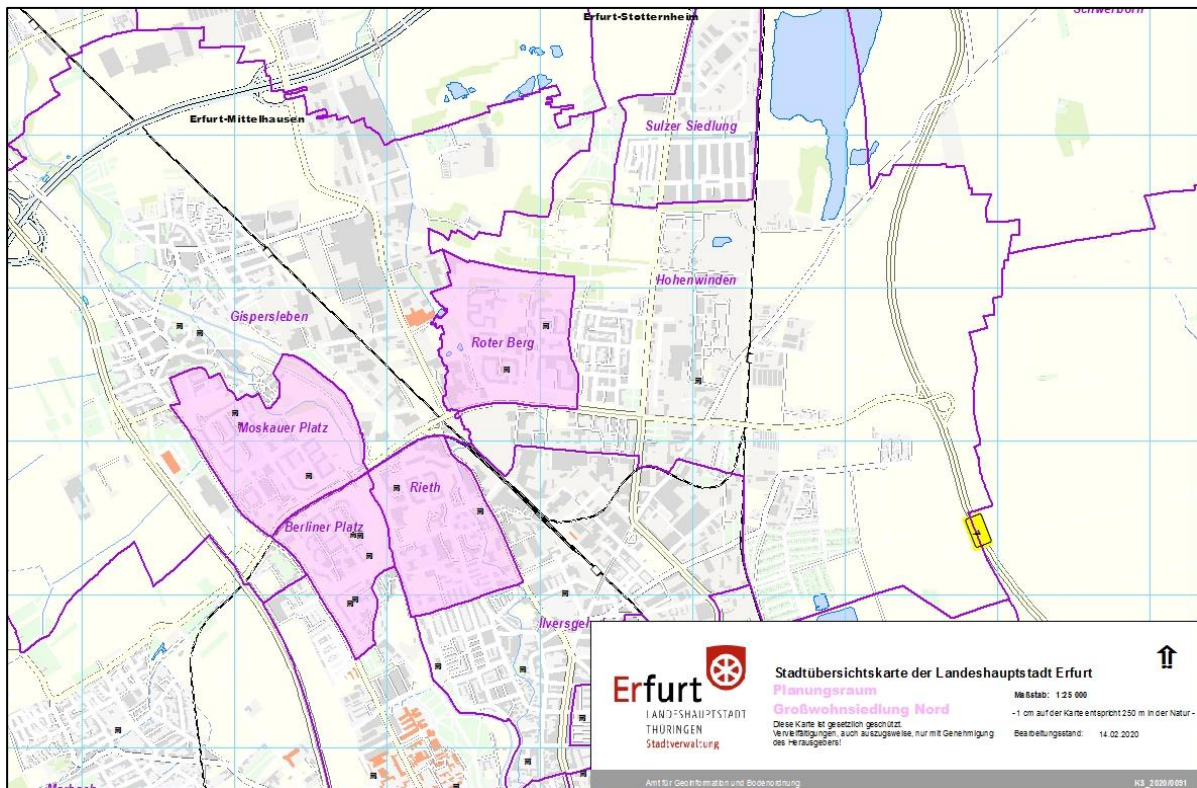 Erfurt-Stotternheim
Schwerborn
Erfurt-Mittelhausen
Sulzer Siedlung
Hohenwinden
Gispersleben
Roter Berg
Moskauer Platz
Rieth
Berliner Platz
Ilversge
Marbach
Erfurt
LANDESHAUPTSTADT
THÜRINGEN
Stadtverwaltung
Stadtübersichtskarte der Landeshauptstadt Erfurt
Planungsraum
Großwohnsiedlung Nord
Diese Karte ist gesetzlich geschützt.
Vervielfältigungen, auch auszugsweise, nur mit Genehmigung
des Herausgebers!
Maßstab: 1:25 000
- 1 cm auf der Karte entspricht 250 m in der Natur -
Bearbeitungsstand: 14.02.2020
Amt für Geoinformation und Bodenordnung
KS_2020/0091